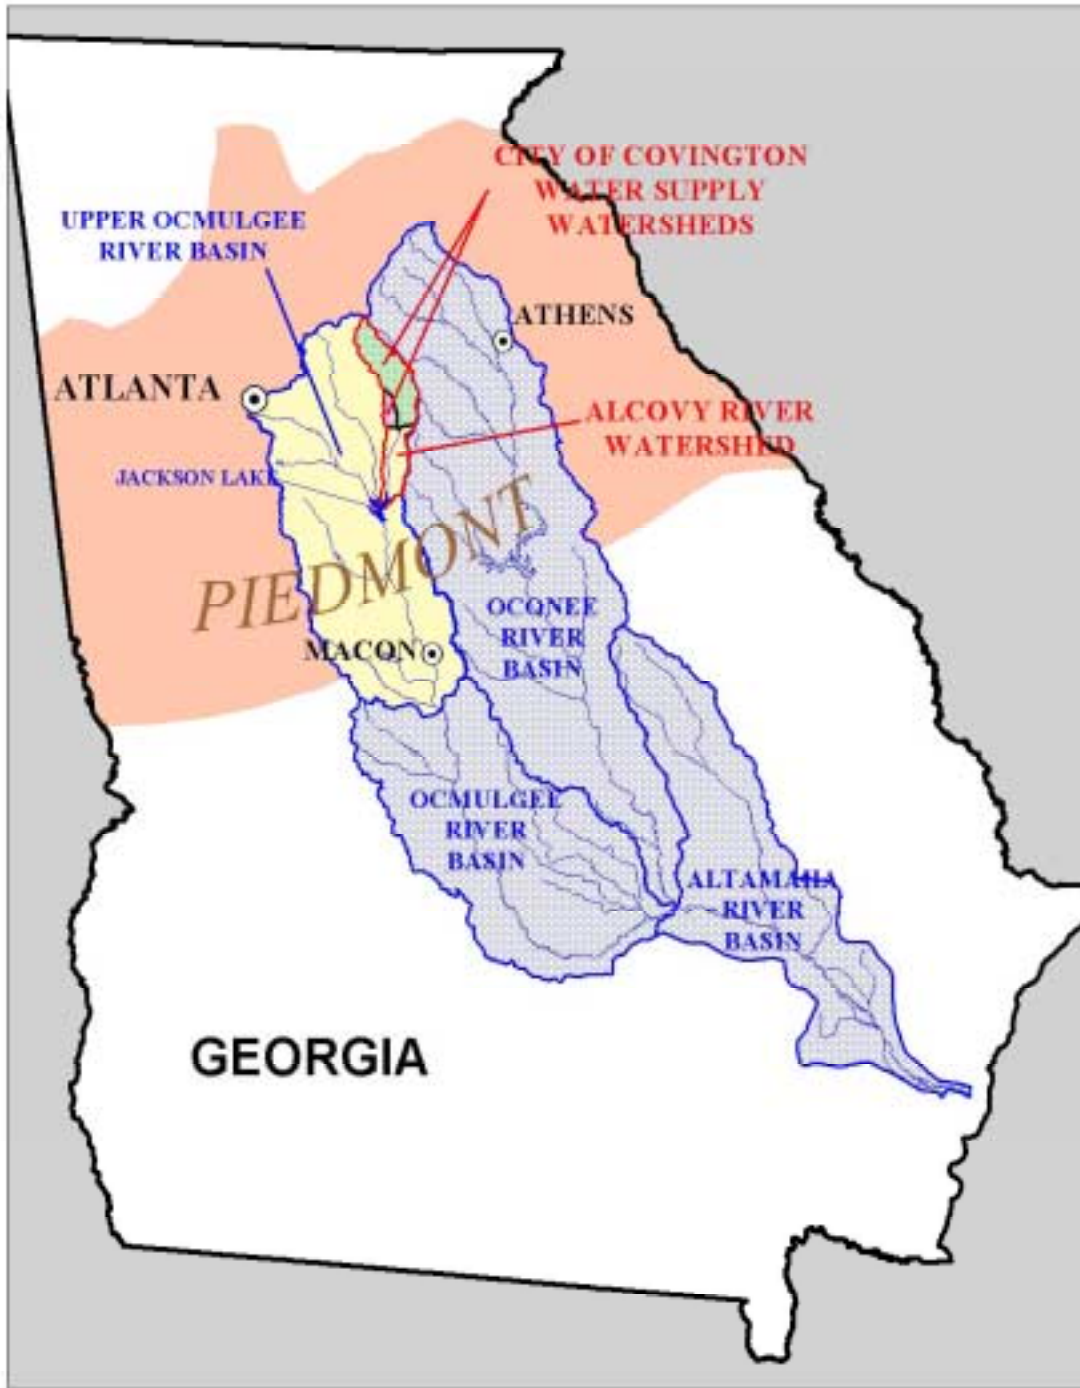 CITY OF COVINGTON
WATER SUPPLY
WATERSHEDS
UPPER OCMULGEE
RIVER BASIN
ATHENS
ATLANTA
ALCOVY RIVER
WATERSHED
JACKSON LAKE
PIEDMONT
OCONEE
RIVER
BASIN
MACON
OCMULGEE
RIVER
BASIN
ALTAMAHA
RIVER
BASIN
GEORGIA